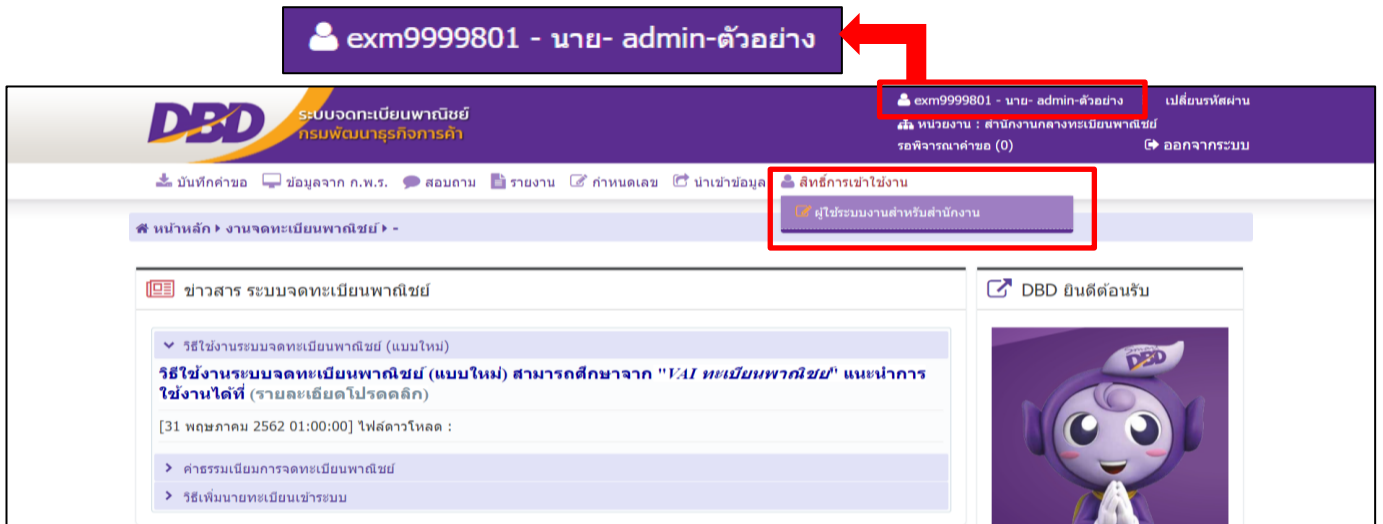 exm9999801 - นาย- admin-ตัวอย่าง
DBD
ระบบจดทะเบียนพาณิชย์
กรมพัฒนาธุรกิจการค้า
exm9999801 - นาย- admin-ตัวอย่าง เปลี่ยนรหัสผ่าน
หน่วยงาน : สำนักงานกลางทะเบียนพาณิชย์
รอพิจารณาคำขอ (0) ออกจากระบบ
บันทึกคำขอ ข้อมูลจาก ก.พ.ร. สอบถาม รายงาน กำหนดเลข นำเข้าข้อมูล สิทธิ์การเข้าใช้งาน
ผู้ใช้ระบบงานสำหรับสำนักงาน
หน้าหลัก งานจดทะเบียนพาณิชย์ -
ข่าวสาร ระบบจดทะเบียนพาณิชย์
DBD ยินดีต้อนรับ
วิธีใช้งานระบบจดทะเบียนพาณิชย์ (แบบใหม่)
วิธีใช้งานระบบจดทะเบียนพาณิชย์ (แบบใหม่) สามารถศึกษาจาก "VAI ทะเบียนพาณิชย์" แนะนำการ
ใช้งานได้ที่ (รายละเอียดโปรดคลิก)
[31 พฤษภาคม 2562 01:00:00] ไฟล์ดาวโหลด :
ค่าธรรมเนียมการจดทะเบียนพาณิชย์
วิธีเพิ่มนายทะเบียนเข้าระบบ
DBD